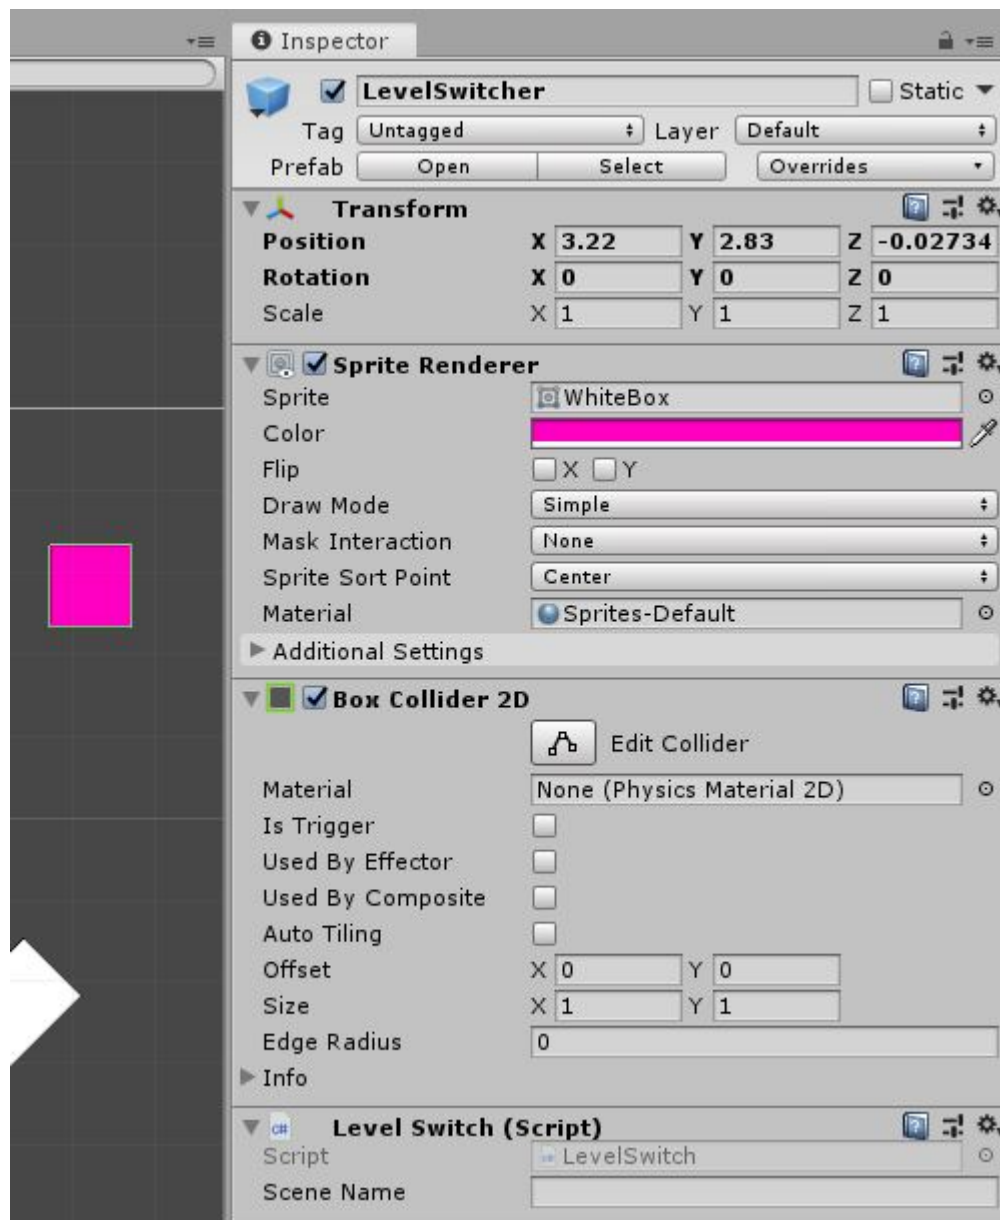 Inspector
LevelSwitcher Static
Tag Untagged Layer Default
Prefab Open Select Overrides
Transform
Position X 3.22 Y 2.83 Z -0.02734
Rotation X 0 Y 0 Z 0
Scale X 1 Y 1 Z 1
Sprite Renderer
Sprite WhiteBox
Color
Flip X Y
Draw Mode Simple
Mask Interaction None
Sprite Sort Point Center
Material Sprites-Default
Additional Settings
Box Collider 2D
Edit Collider
Material None (Physics Material 2D)
Is Trigger
Used By Effector
Used By Composite
Auto Tiling
Offset X 0 Y 0
Size X 1 Y 1
Edge Radius 0
Info
C# Level Switch (Script)
Script LevelSwitch
Scene Name